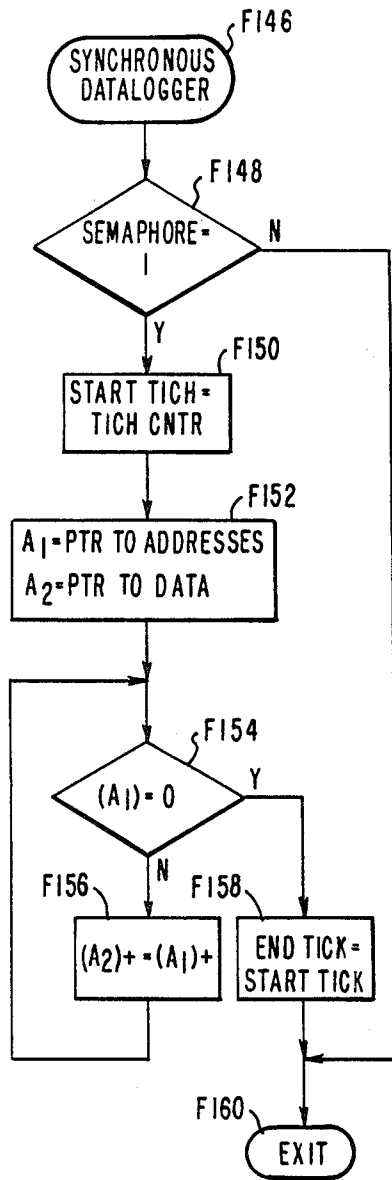 F146
SYNCHRONOUS
DATALOGGER
F148
SEMAPHORE=
1
N
Y
F150
START TICH=
TICH CNTR
F152
A1=PTR TO ADDRESSES
A2=PTR TO DATA
F154
(A1)=0
Y
N
F156
(A2)+=(A1)+
F158
END TICK=
START TICK
F160
EXIT